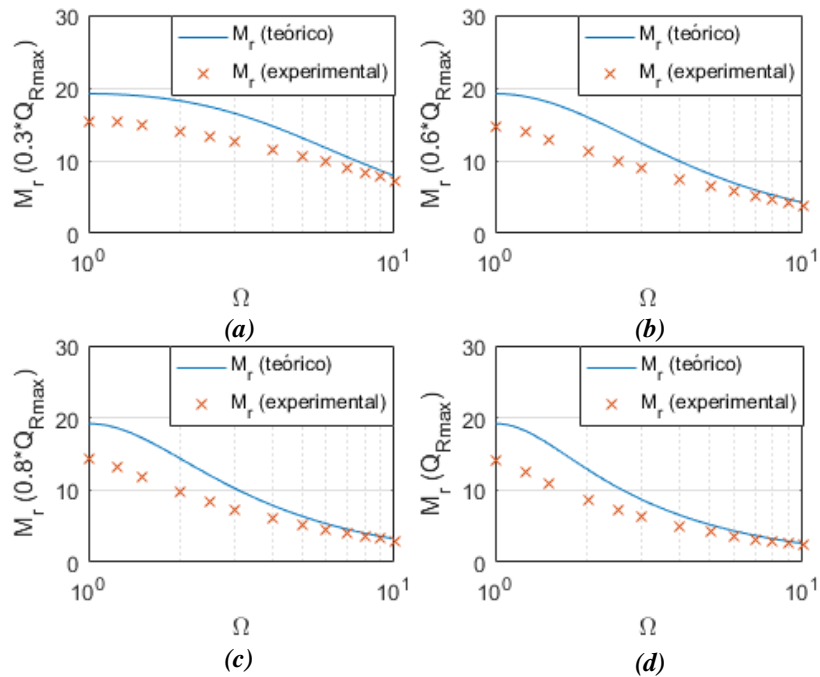 30
20
10
0
M_r (0.3*Q_Rmax)
M_r (teórico)
M_r (experimental)
10^0
10^1
Ω
(a)
30
20
10
0
M_r (0.6*Q_Rmax)
M_r (teórico)
M_r (experimental)
10^0
10^1
Ω
(b)
30
20
10
0
M_r (0.8*Q_Rmax)
M_r (teórico)
M_r (experimental)
10^0
10^1
Ω
(c)
30
20
10
0
M_r (Q_Rmax)
M_r (teórico)
M_r (experimental)
10^0
10^1
Ω
(d)